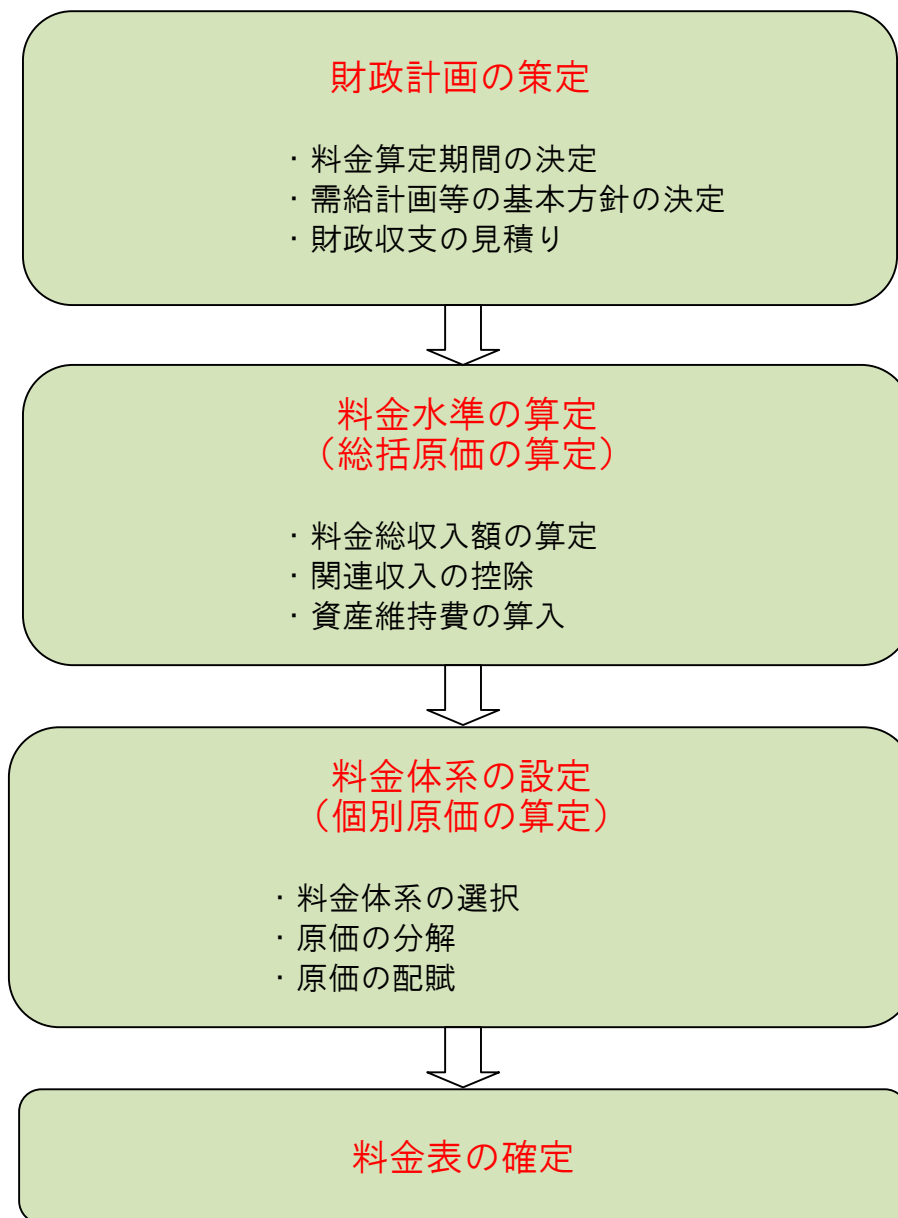 財政計画の策定
・料金算定期間の決定
・需給計画等の基本方針の決定
・財政収支の見積り
料金水準の算定
（総括原価の算定）
・料金総収入額の算定
・関連収入の控除
・資産維持費の算入
料金体系の設定
（個別原価の算定）
・料金体系の選択
・原価の分解
・原価の配賦
料金表の確定